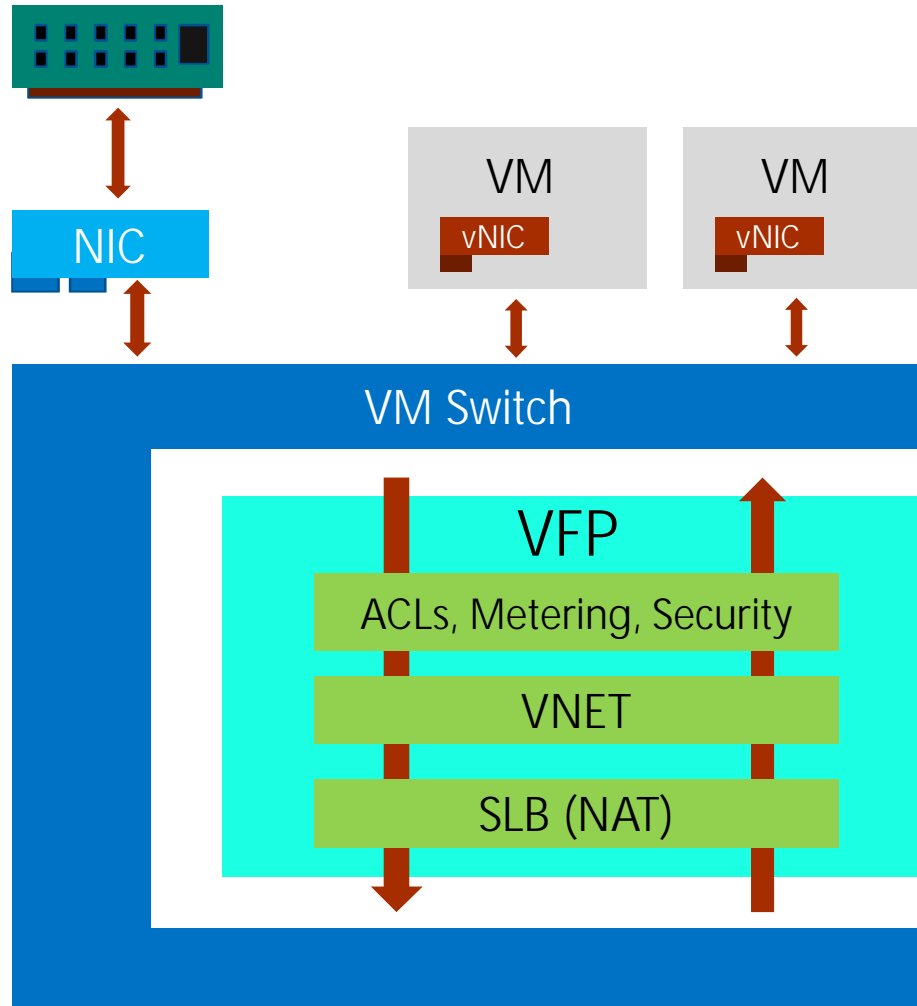 VM
VM
vNIC
vNIC
NIC
VM Switch
VFP
ACLs, Metering, Security
VNET
SLB (NAT)